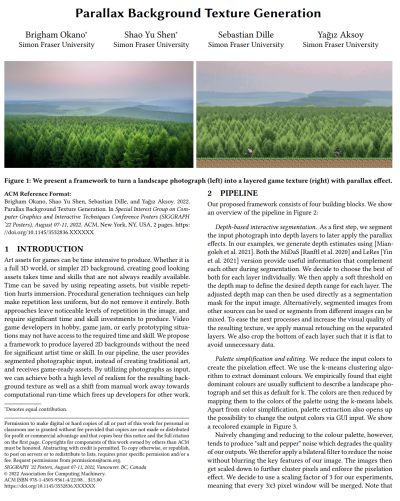 Parallax Background Texture Generation
Brigham Okano*
Simon Fraser University
Shao Yu Shen*
Simon Fraser University
Sebastian Dille
Simon Fraser University
Yağız Aksoy
Simon Fraser University
Figure 1: We present a framework to turn a landscape photograph (left) into a layered game texture (right) with parallax effect.
ACM Reference Format:
Brigham Okano, Shao Yu Shen, Sebastian Dille, and Yağız Aksoy. 2022.
Parallax Background Texture Generation. In Special Interest Group on Com-
puter Graphics and Interactive Techniques Conference Posters (SIGGRAPH
'22 Posters), August 07-11, 2022. ACM, New York, NY, USA, 2 pages. https:
//doi.org/10.1145/3532836.XXXXXX
1 INTRODUCTION
Art assets for games can be time intensive to produce. Whether it is
a full 3D world, or simpler 2D background, creating good looking
assets takes time and skills that are not always readily available.
Time can be saved by using repeating assets, but visible repeti-
tion hurts immersion. Procedural generation techniques can help
make repetition less uniform, but do not remove it entirely. Both
approaches leave noticeable levels of repetition in the image, and
require significant time and skill investments to produce. Video
game developers in hobby, game jam, or early prototyping situa-
tions may not have access to the required time and skill. We propose
a framework to produce layered 2D backgrounds without the need
for significant artist time or skill. In our pipeline, the user provides
segmented photographic input, instead of creating traditional art,
and receives game-ready assets. By utilizing photographs as input,
we can achieve both a high level of realism for the resulting
background texture as well as a shift from manual work away towards
computational run-time which frees up developers for other work.
*Denotes equal contribution.
Permission to make digital or hard copies of all or part of this work for personal or
classroom use is granted without fee provided that copies are not made or distributed
for profit or commercial advantage and that copies bear this notice and the full citation
on the first page. Copyrights for components of this work owned by others than ACM
must be honored. Abstracting with credit is permitted. To copy otherwise, or republish,
to post on servers or to redistribute to lists, requires prior specific permission and/or a
fee. Request permissions from permissions@acm.org.
SIGGRAPH '22 Posters, August 07-11, 2022, Vancouver, BC, Canada
© 2022 Association for Computing Machinery.
2 PIPELINE
Our proposed framework consists of four building blocks. We show
an overview of the pipeline in Figure 2:
Depth-based interactive segmentation. As a first step, we segment
the input photograph into depth layers to later apply the parallax
effects. In our examples, we generate depth estimates using [Mian-
goleh et al. 2021]. Both the MiDaS [Ranftl et al. 2020] and LeRes [Yin
et al. 2021] version provide useful information that complement
each other during segmentation. We decide to choose the best of
both for each layer individually. We then apply a soft threshold on
the depth map to define the desired depth range for each layer. The
adjusted depth map can then be used directly as a segmentation
mask for the input image. Alternatively, segmented images from
other sources can be used or segments from different images can be
mixed. To ease the next processes and increase the visual quality of
the resulting texture, we apply manual retouching on the separated
layers. We also crop the bottom of each layer such that it is flat to
avoid unnecessary data.
Palette simplification and editing. We reduce the input colors to
create the pixelation effect. We use the k-means clustering algo-
rithm to extract dominant colours. We empirically found that eight
dominant colours are usually sufficient to describe a landscape pho-
tograph and set this as default for k. The colors are then reduced by
mapping them to the colors of the palette using the k-means labels.
Apart from color simplification, palette extraction also opens up
the possibility to change the output colors via GUI input. We show
a recolored example in Figure 3.
Naively changing and reducing to the colour palette, however,
tends to produce "salt and pepper" noise which degrades the quality
of our outputs. We therefore apply a bilateral filter to reduce the noise
without blurring the key features of our image. The images then
get scaled down to further cluster pixels and enforce the pixelation
effect. We decide to use a scaling factor of 3 for our experiments,
meaning that every 3x3 pixel window will be merged. Note that